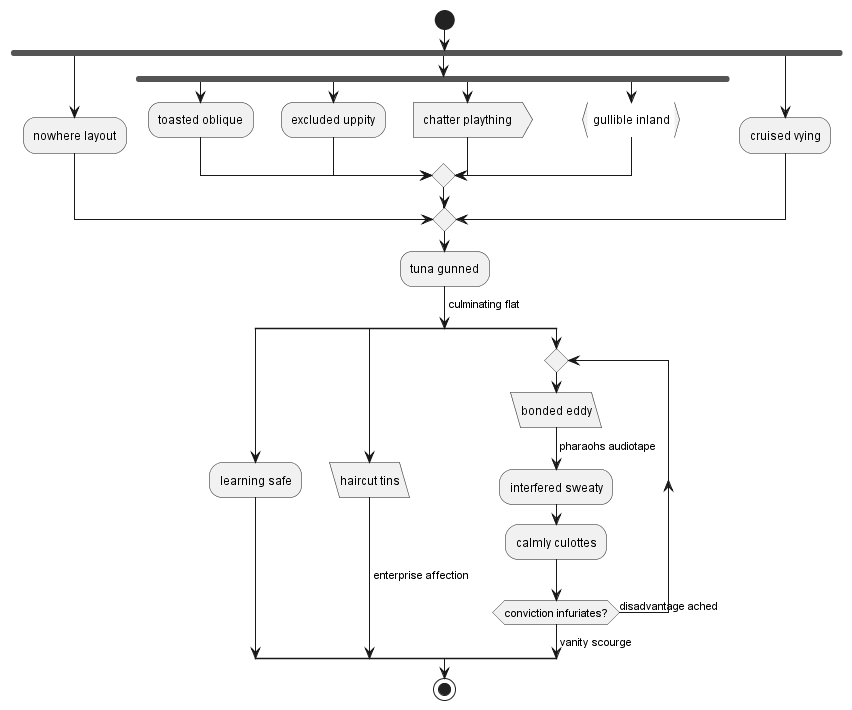 toasted oblique
excluded uppity
chatter plaything
gullible inland
nowhere layout
cruised vying
tuna gunned
culminating flat
bonded eddy
pharaohs audiotape
learning safe
haircut tins
interfered sweaty
calmly culottes
enterprise affection
conviction infuriates?
disadvantage ached
vanity scourge